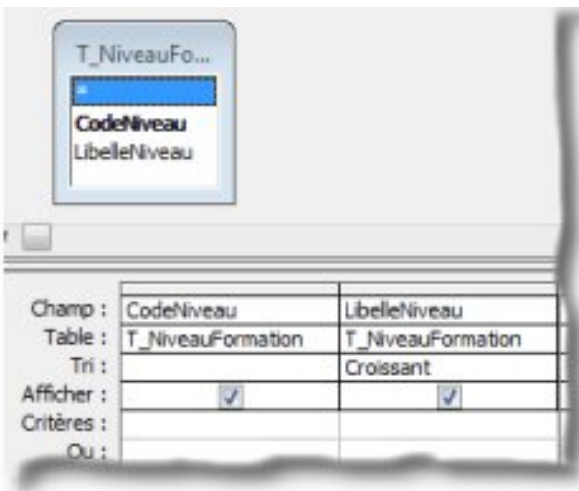 T_NiveauFo...
*
CodeNiveau
LibelleNiveau
Champ : CodeNiveau LibelleNiveau
Table : T_NiveauFormation T_NiveauFormation
Tri : Croissant
Afficher :
Critères :
Ou :